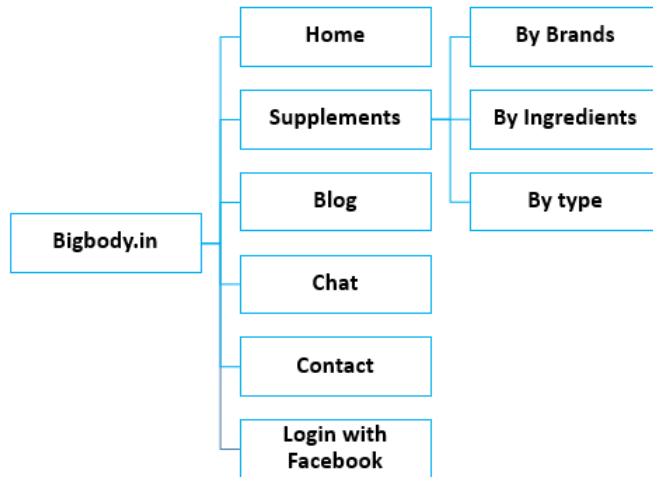 Home
By Brands
Supplements
By Ingredients
Blog
By type
Bigbody.in
Chat
Contact
Login with
Facebook